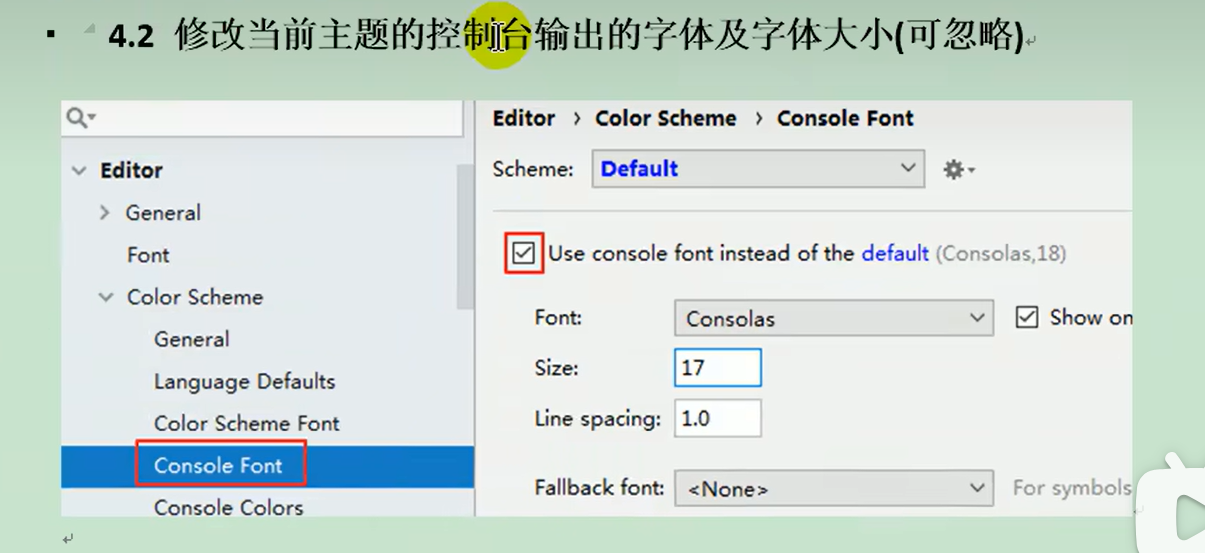 4.2 修改当前主题的控制台输出的字体及字体大小(可忽略)
Editor
General
Font
Color Scheme
General
Language Defaults
Color Scheme Font
Console Font
Console Colors
Editor › Color Scheme › Console Font
Scheme: Default
Use console font instead of the default (Consolas,18)
Font: Consolas Show on
Size: 17
Line spacing: 1.0
Fallback font: <None> For symbols